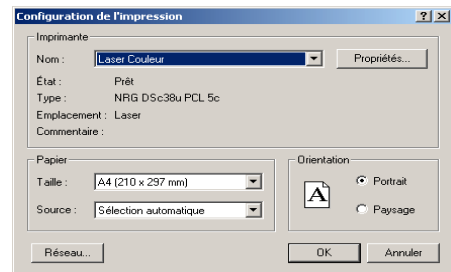 Configuration de l'impression
Imprimante
Nom : Laser Couleur Propriétés...
État : Prêt
Type : NRG DSc38u PCL 5c
Emplacement : Laser
Commentaire :
Papier
Taille : A4 (210 x 297 mm)
Source : Sélection automatique
Orientation
A
Portrait
Paysage
Réseau... OK Annuler